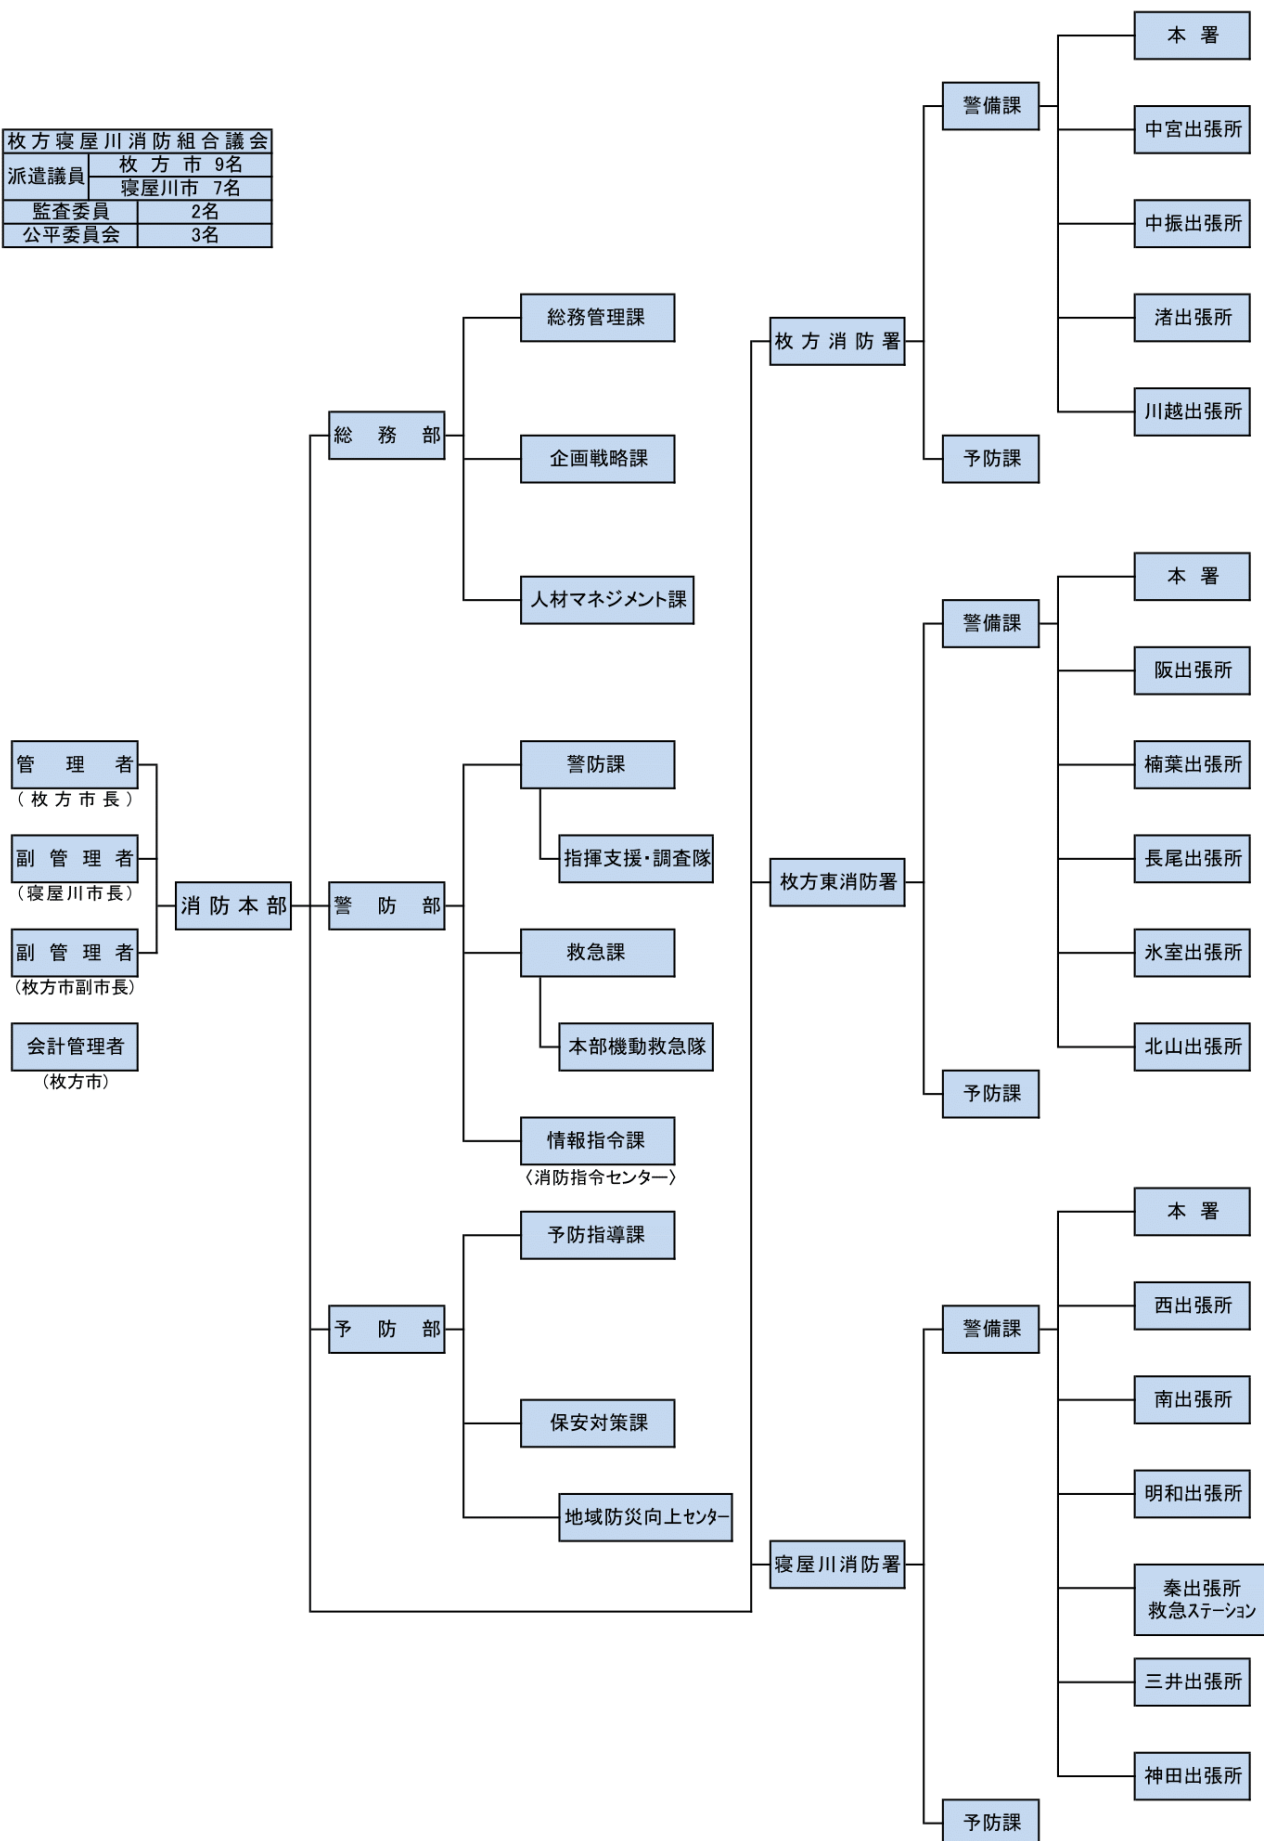 枚方寝屋川消防組合議会
派遣議員
枚方市 9名
寝屋川市 7名
監査委員 2名
公平委員会 3名
管理者
(枚方市長)
副管理者
(寝屋川市長)
副管理者
(枚方市副市長)
会計管理者
(枚方市)
消防本部
総務部
総務管理課
企画戦略課
人材マネジメント課
警防部
警防課
指揮支援・調査隊
救急課
本部機動救急隊
情報指令課
〈消防指令センター〉
予防部
予防指導課
保安対策課
地域防災向上センター
枚方消防署
警備課
本署
中宮出張所
中振出張所
渚出張所
川越出張所
予防課
枚方東消防署
警備課
本署
阪出張所
楠葉出張所
長尾出張所
氷室出張所
北山出張所
予防課
寝屋川消防署
警備課
本署
西出張所
南出張所
明和出張所
秦出張所
救急ステーション
三井出張所
神田出張所
予防課